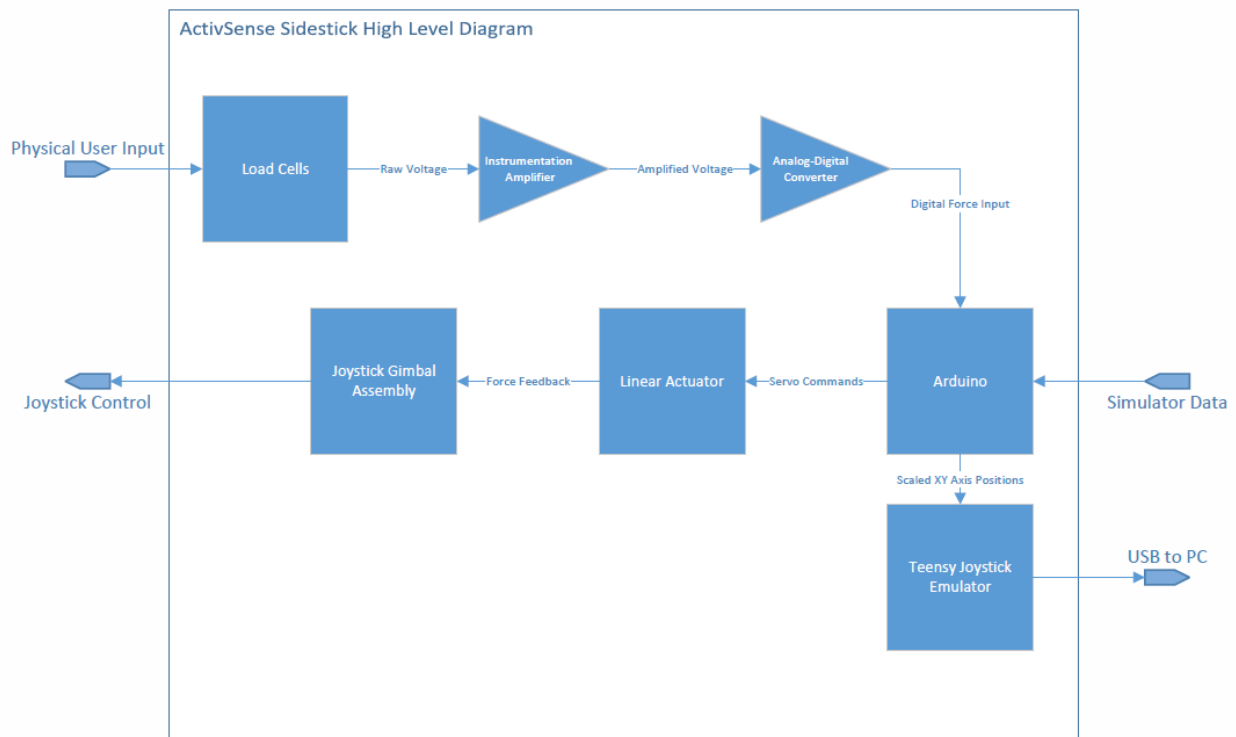 ActivSense Sidestick High Level Diagram
Physical User Input
Load Cells
Raw Voltage
Instrumentation
Amplifier
Amplified Voltage
Analog-Digital
Converter
Digital Force Input
Joystick Control
Joystick Gimbal
Assembly
Force Feedback
Linear Actuator
Servo Commands
Arduino
Simulator Data
Scaled XY Axis Positions
Teensy Joystick
Emulator
USB to PC